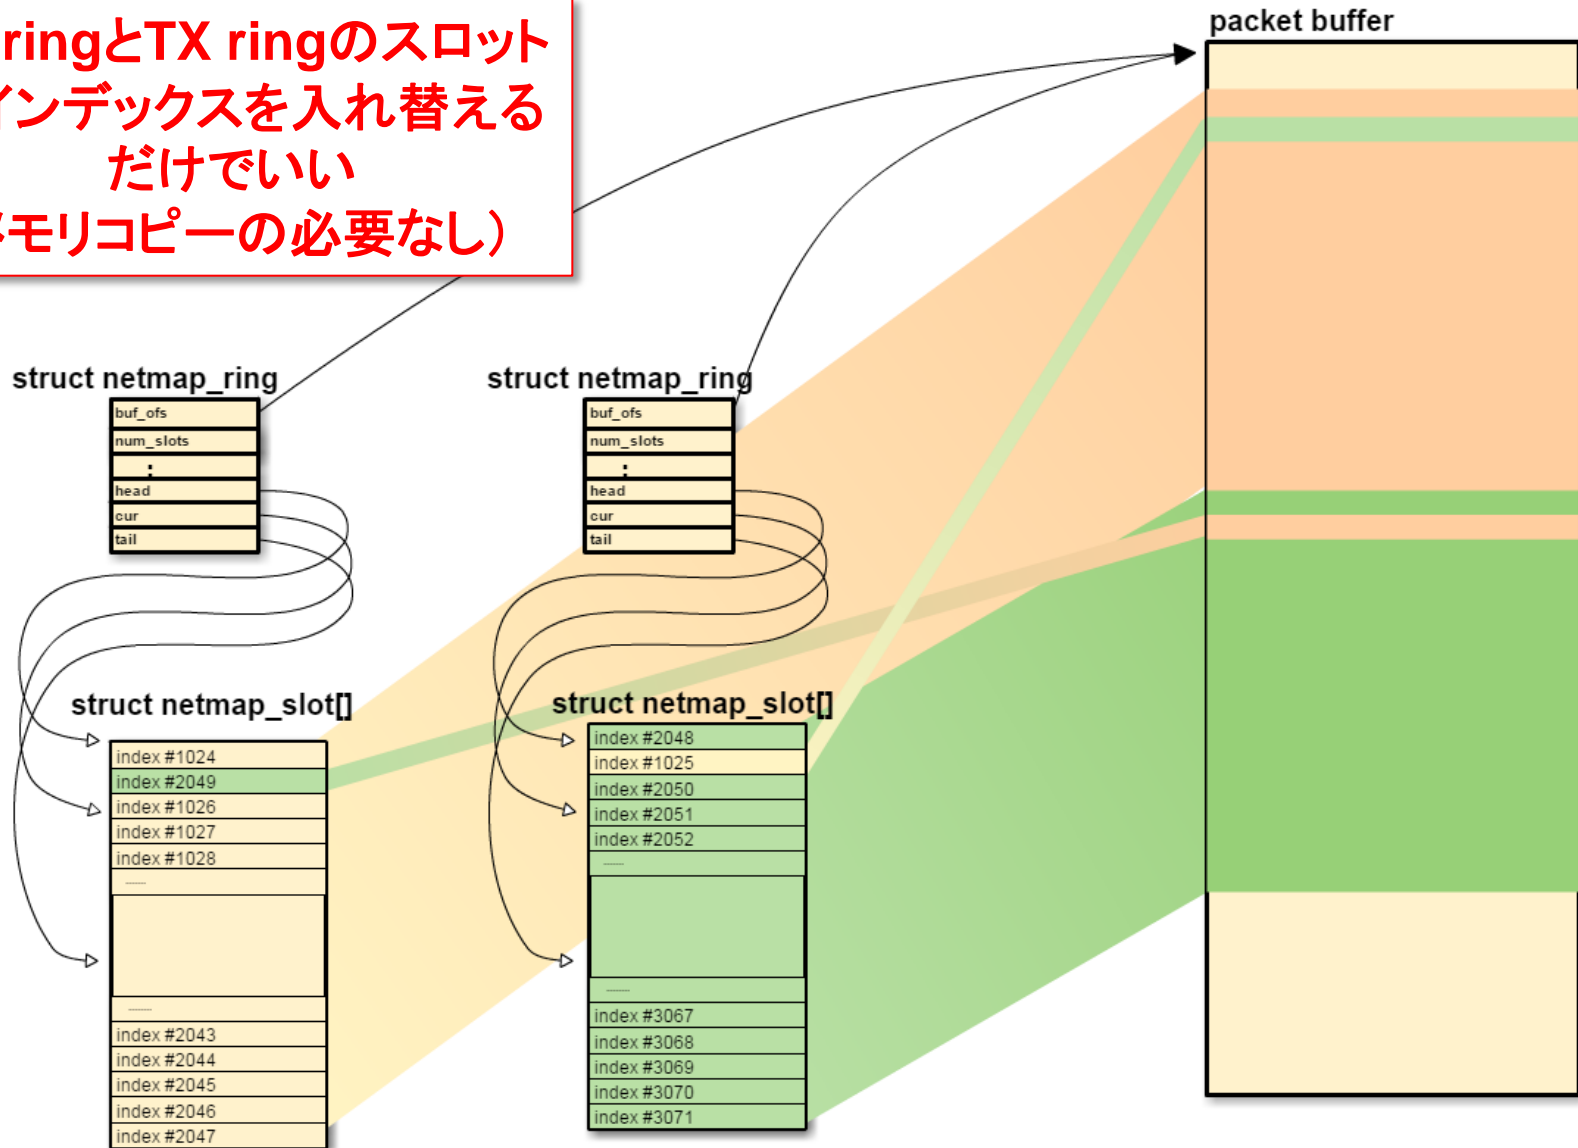 ringとTX ringのスロット
インデックスを入れ替える
だけでいい
モリコピーの必要なし）
packet buffer
struct netmap_ring
buf_ofs
num_slots
:
head
cur
tail
struct netmap_ring
buf_ofs
num_slots
:
head
cur
tail
struct netmap_slot[]
index #1024
index #2049
index #1026
index #1027
index #1028
......
......
index #2043
index #2044
index #2045
index #2046
index #2047
struct netmap_slot[]
index #2048
index #1025
index #2050
index #2051
index #2052
......
......
index #3067
index #3068
index #3069
index #3070
index #3071